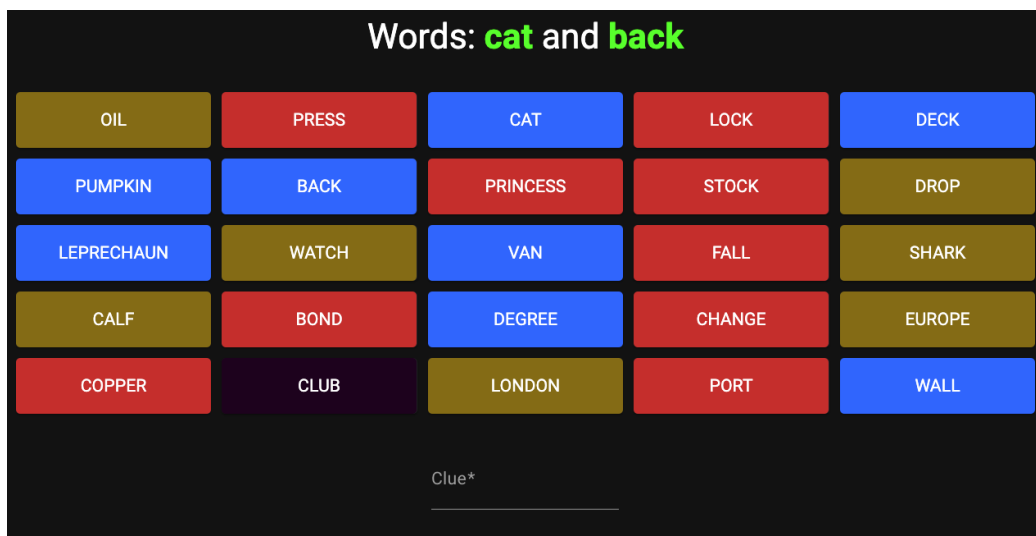 Words: cat and back
OIL PRESS CAT LOCK DECK
PUMPKIN BACK PRINCESS STOCK DROP
LEPRECHAUN WATCH VAN FALL SHARK
CALF BOND DEGREE CHANGE EUROPE
COPPER CLUB LONDON PORT WALL
Clue*